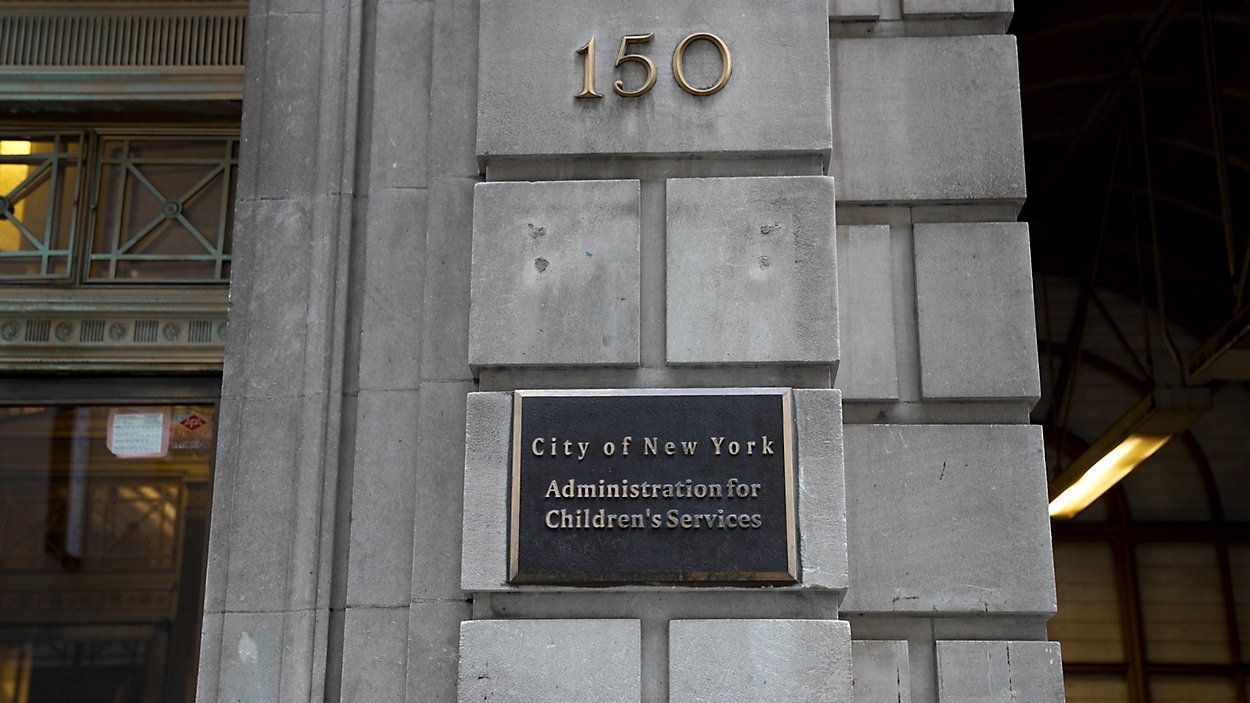 150
City of New York
Administration for
Children's Services